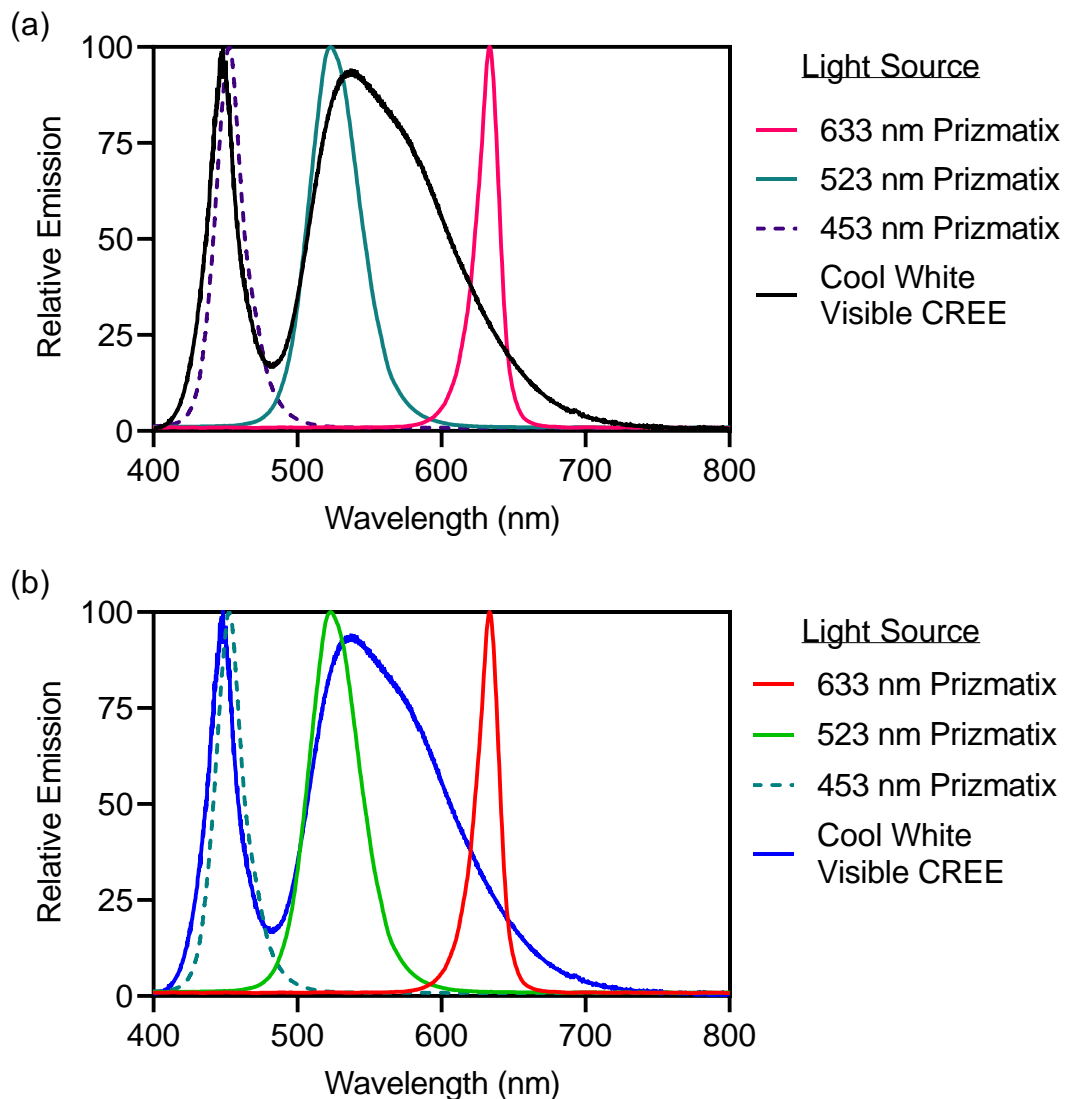 (a)
100
75
50
25
0
Relative Emission
400 500 600 700 800
Wavelength (nm)
Light Source
633 nm Prizmatix
523 nm Prizmatix
453 nm Prizmatix
Cool White
Visible CREE
(b)
100
75
50
25
0
Relative Emission
400 500 600 700 800
Wavelength (nm)
Light Source
633 nm Prizmatix
523 nm Prizmatix
453 nm Prizmatix
Cool White
Visible CREE